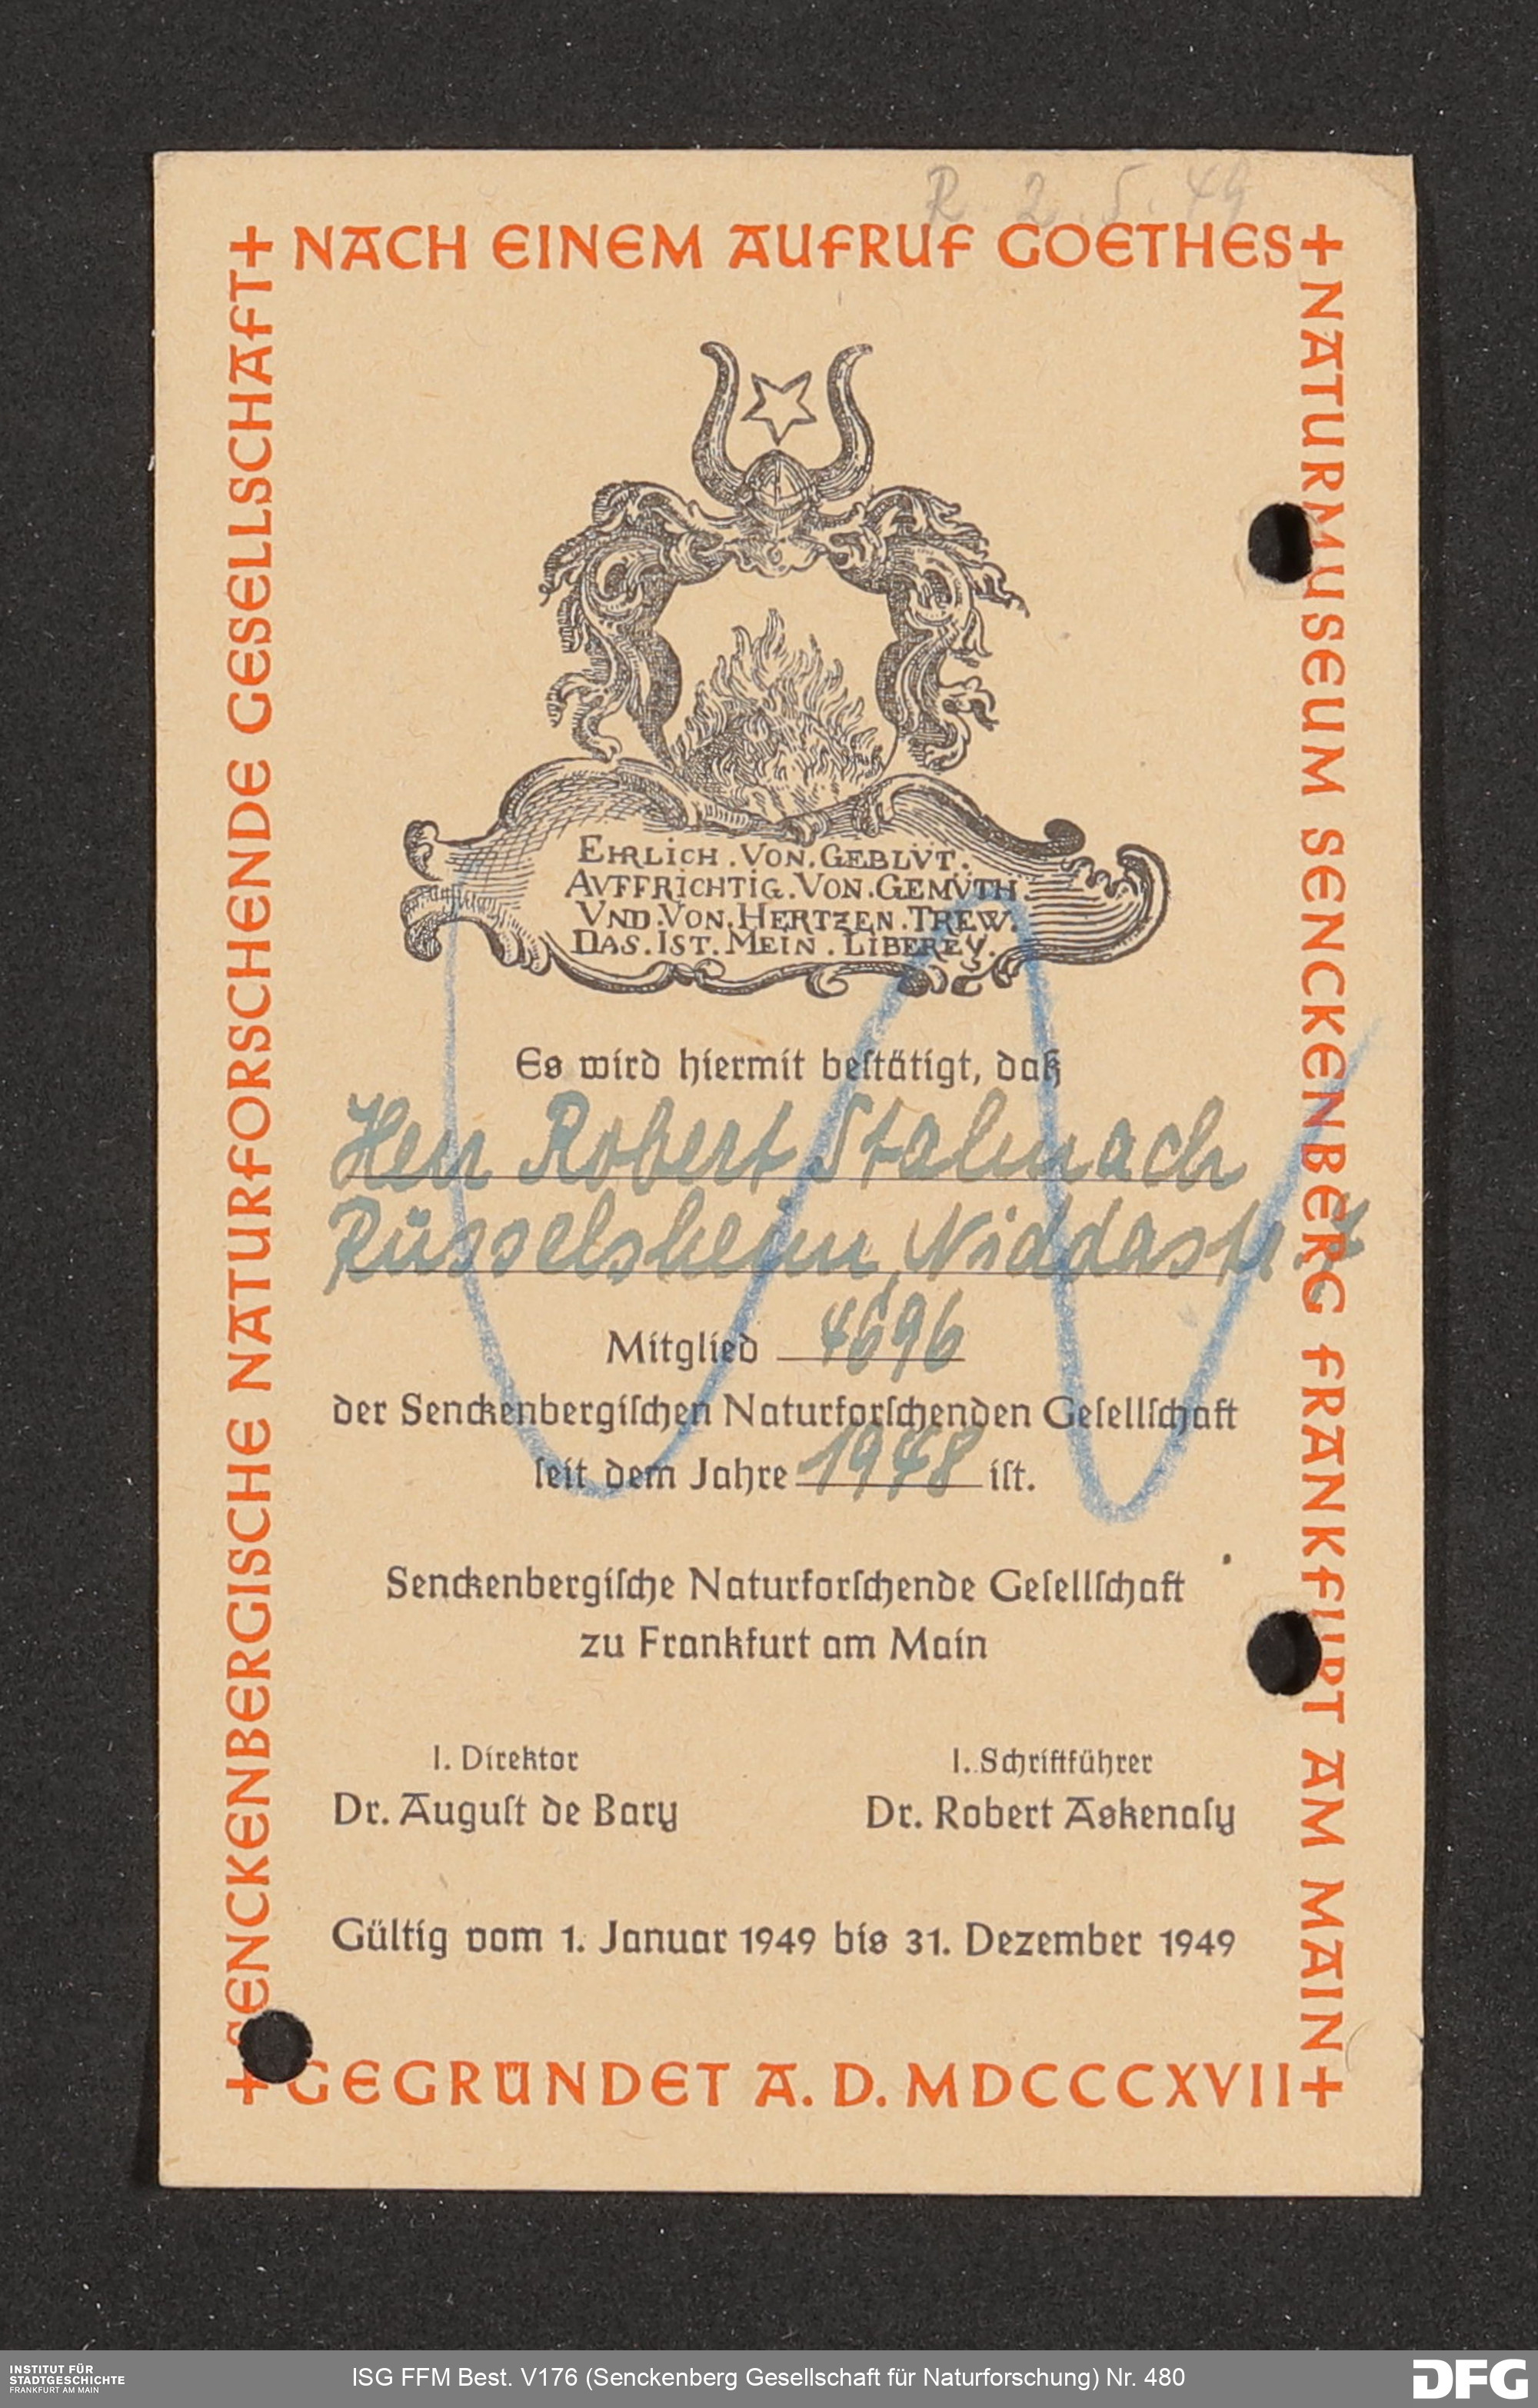 R. 2.5.49
+ NACH EINEM AUFRUF GOETHES +
SENCKENBERGISCHE NATURFORSCHENDE GESELLSCHAFT
NATURMUSEUM SENCKENBERG FRANKFURT AM MAIN
EHRLICH . VON . GEBLVT .
AVFFRICHTIG . VON . GEMVTH .
VND . VON . HERTZEN . TREW .
DAS . IST . MEIN . LIBEREY .
Es wird hiermit beſtätigt, daß
Herr Robert Stalmach
Rüsselsheim, Niddastr. 7
Mitglied 4696
der Senckenbergiſchen Naturforſchenden Geſellſchaft
ſeit dem Jahre 1948 iſt.
Senckenbergiſche Naturforſchende Geſellſchaft
zu Frankfurt am Main
I. Direktor I. Schriftführer
Dr. Auguſt de Bary Dr. Robert Askenaſy
Gültig vom 1. Januar 1949 bis 31. Dezember 1949
+ GEGRÜNDET A. D. MDCCCXVII +
INSTITUT FÜR
STADTGESCHICHTE
FRANKFURT AM MAIN
ISG FFM Best. V176 (Senckenberg Gesellschaft für Naturforschung) Nr. 480
DFG